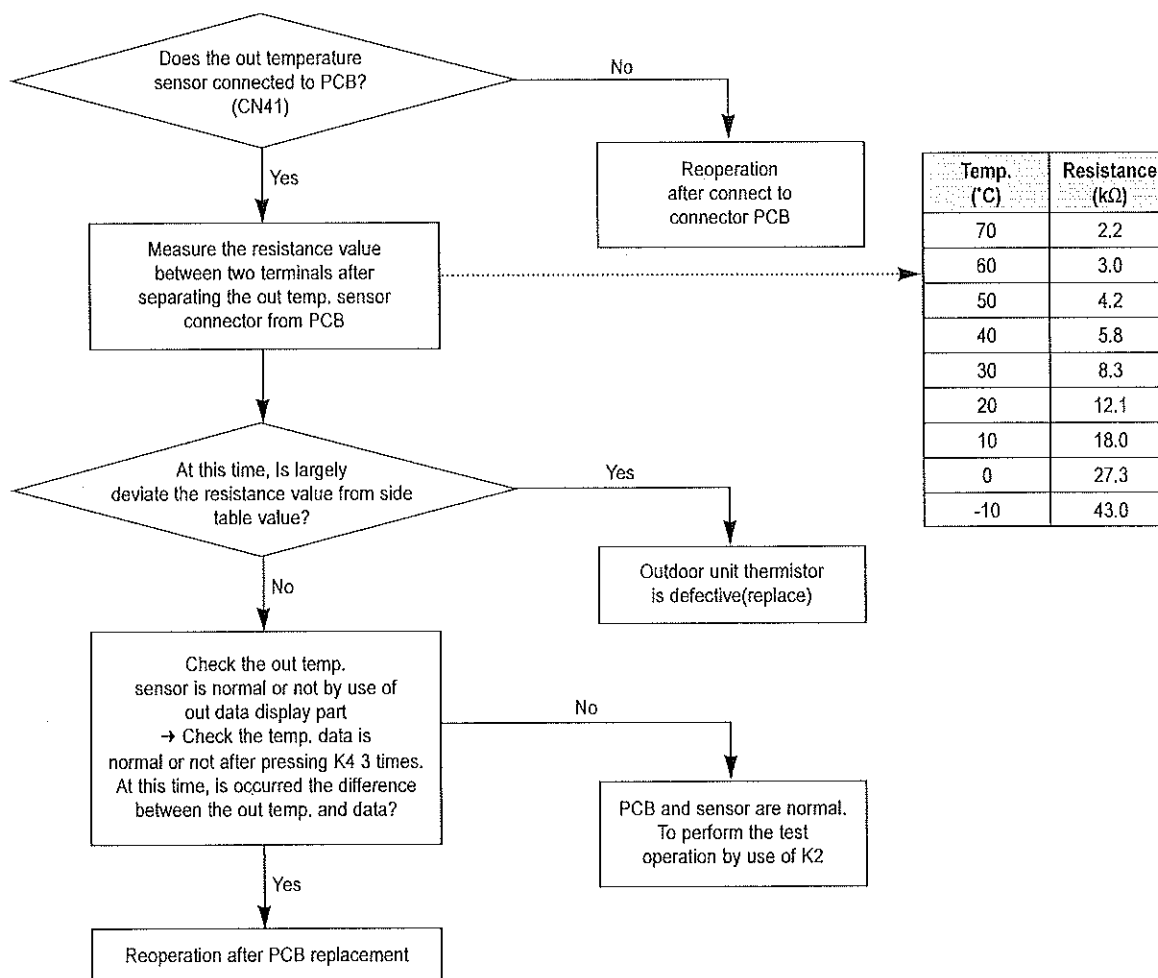 Does the out temperature
sensor connected to PCB?
(CN41)
No
Yes
Reoperation
after connect to
connector PCB
Measure the resistance value
between two terminals after
separating the out temp. sensor
connector from PCB
Temp. Resistance
(°C) (kΩ)
70 2.2
60 3.0
50 4.2
40 5.8
30 8.3
20 12.1
10 18.0
0 27.3
-10 43.0
At this time, Is largely
deviate the resistance value from side
table value?
Yes
No
Outdoor unit thermistor
is defective(replace)
Check the out temp.
sensor is normal or not by use of
out data display part
→ Check the temp. data is
normal or not after pressing K4 3 times.
At this time, is occurred the difference
between the out temp. and data?
No
PCB and sensor are normal.
To perform the test
operation by use of K2
Yes
Reoperation after PCB replacement